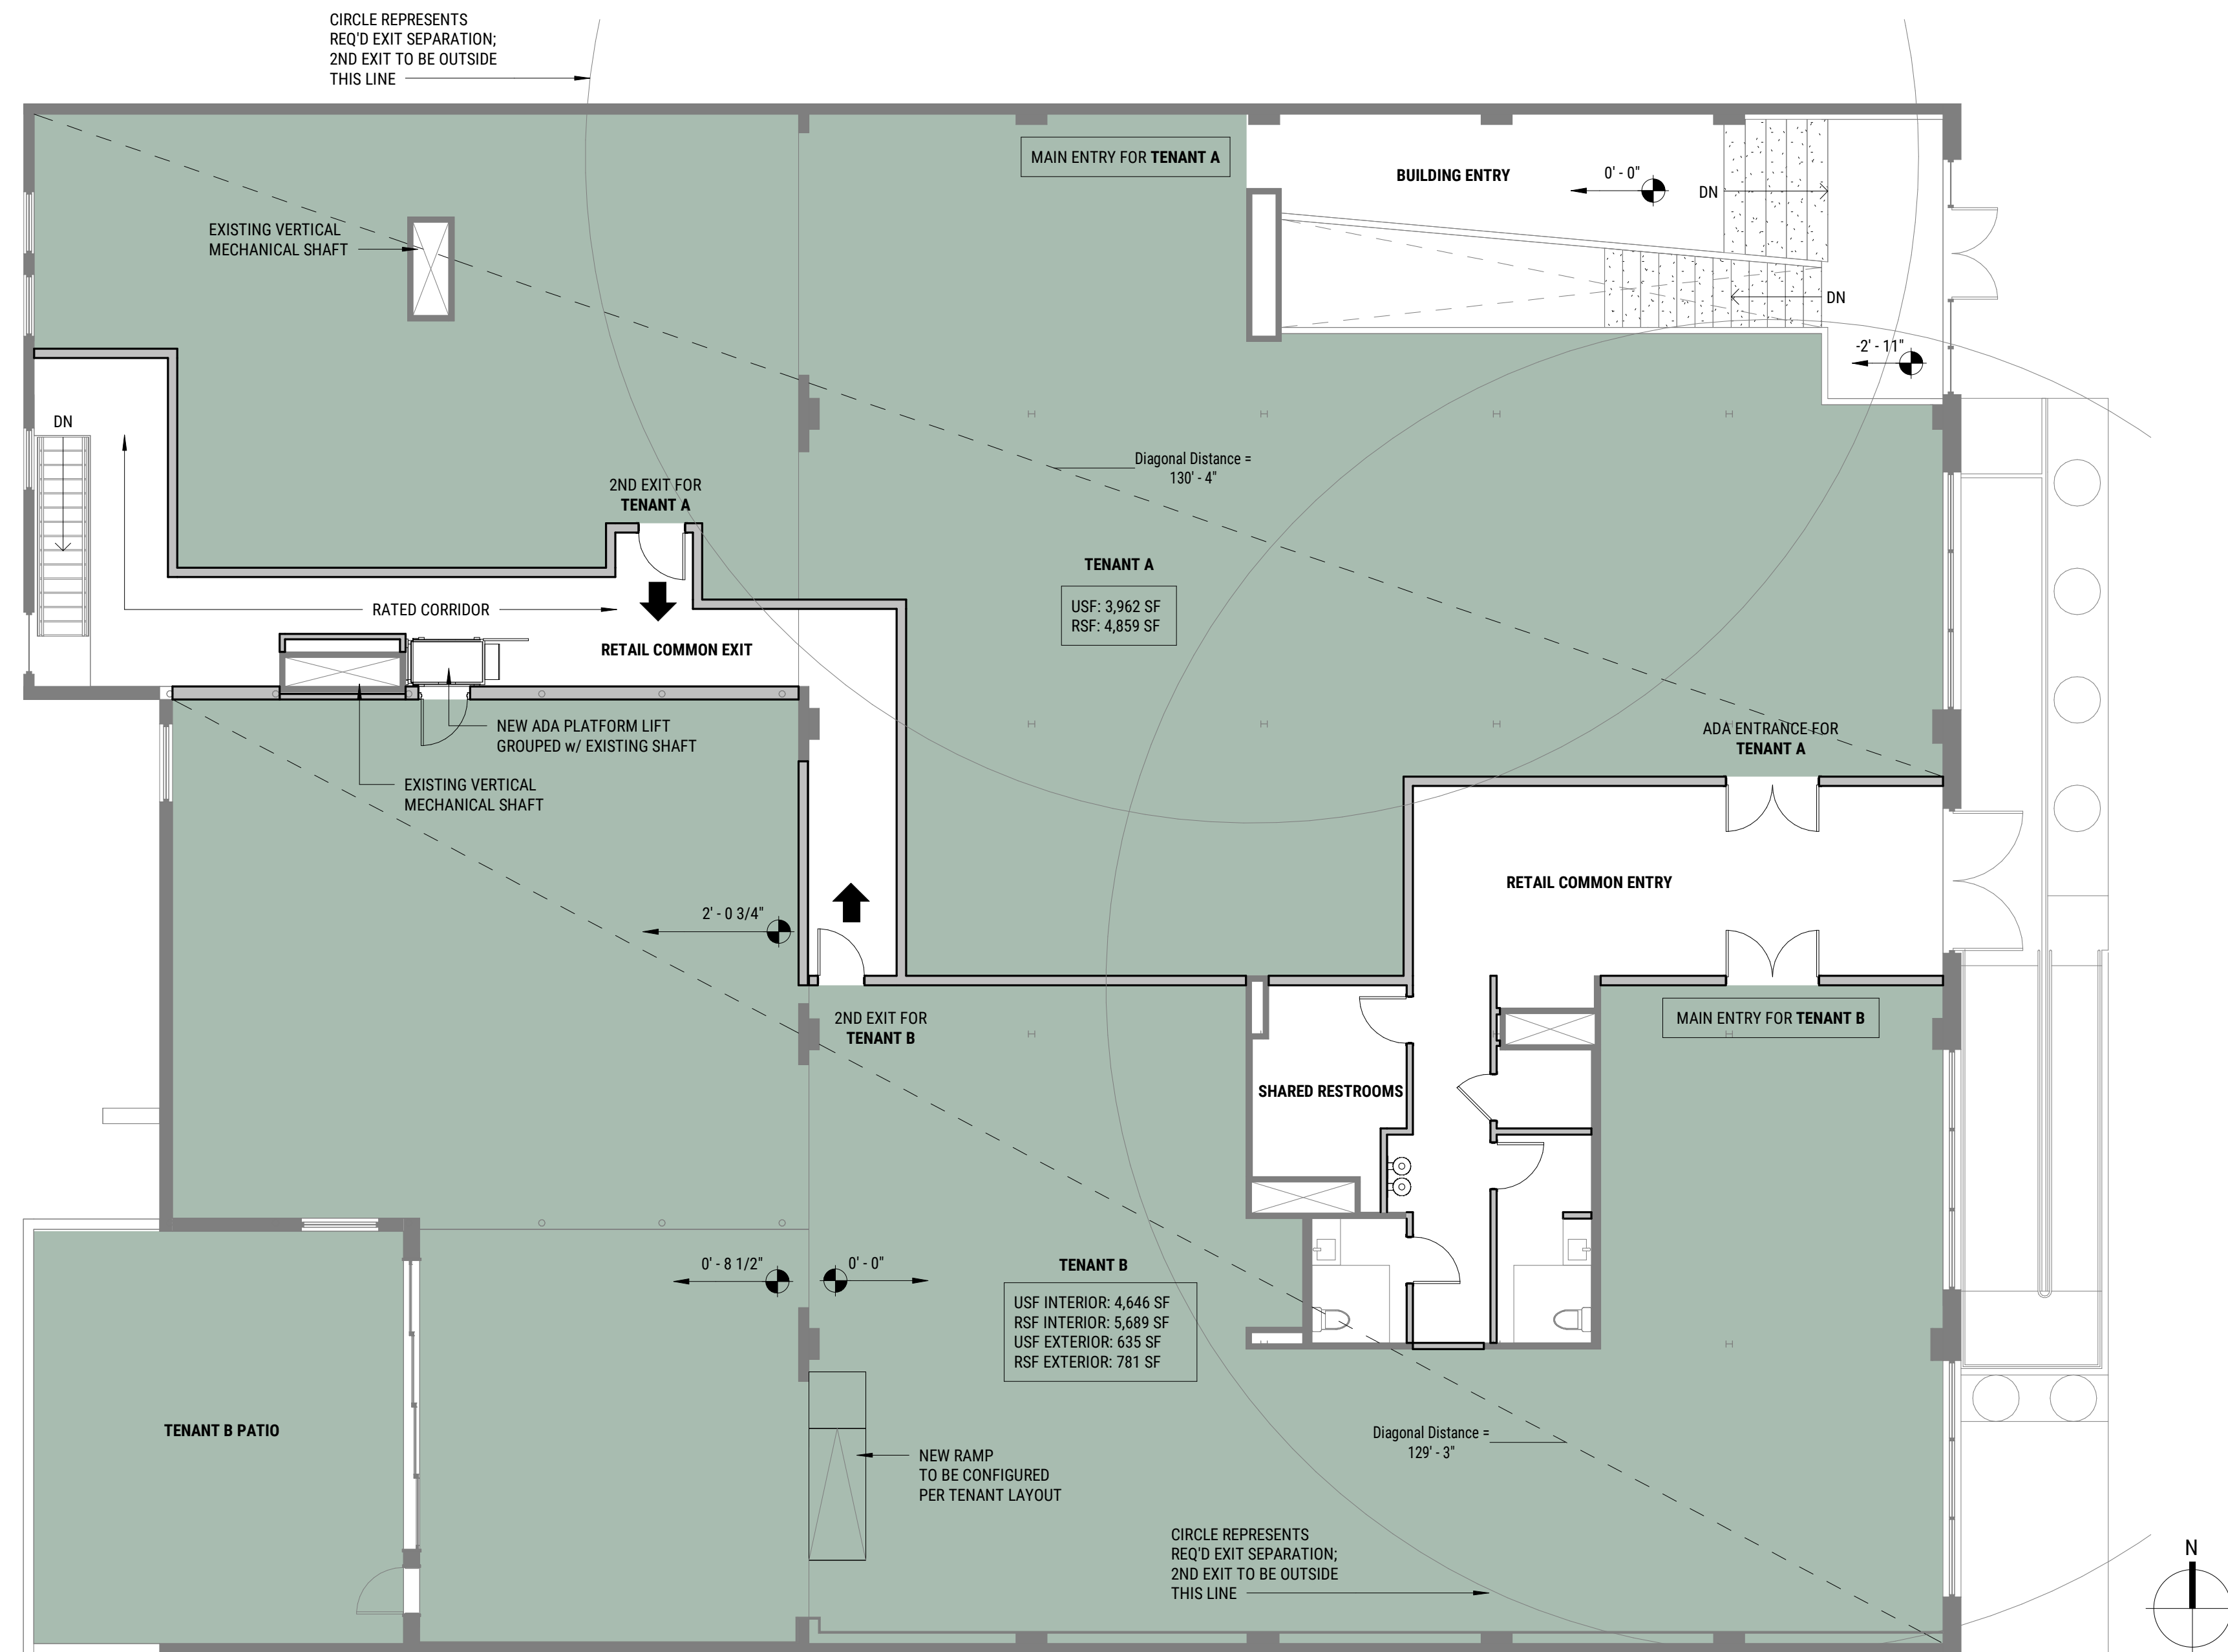 CIRCLE REPRESENTS
REQ'D EXIT SEPARATION;
2ND EXIT TO BE OUTSIDE
THIS LINE
MAIN ENTRY FOR TENANT A
BUILDING ENTRY
0' - 0"
DN
EXISTING VERTICAL
MECHANICAL SHAFT
DN
-2' - 11"
DN
Diagonal Distance =
130' - 4"
2ND EXIT FOR
TENANT A
TENANT A
USF: 3,962 SF
RSF: 4,859 SF
RATED CORRIDOR
RETAIL COMMON EXIT
NEW ADA PLATFORM LIFT
GROUPED w/ EXISTING SHAFT
ADA ENTRANCE FOR
TENANT A
EXISTING VERTICAL
MECHANICAL SHAFT
RETAIL COMMON ENTRY
2' - 0 3/4"
2ND EXIT FOR
TENANT B
MAIN ENTRY FOR TENANT B
SHARED RESTROOMS
0' - 8 1/2"
0' - 0"
TENANT B
USF INTERIOR: 4,646 SF
RSF INTERIOR: 5,689 SF
USF EXTERIOR: 635 SF
RSF EXTERIOR: 781 SF
TENANT B PATIO
Diagonal Distance =
129' - 3"
NEW RAMP
TO BE CONFIGURED
PER TENANT LAYOUT
CIRCLE REPRESENTS
REQ'D EXIT SEPARATION;
2ND EXIT TO BE OUTSIDE
THIS LINE
N